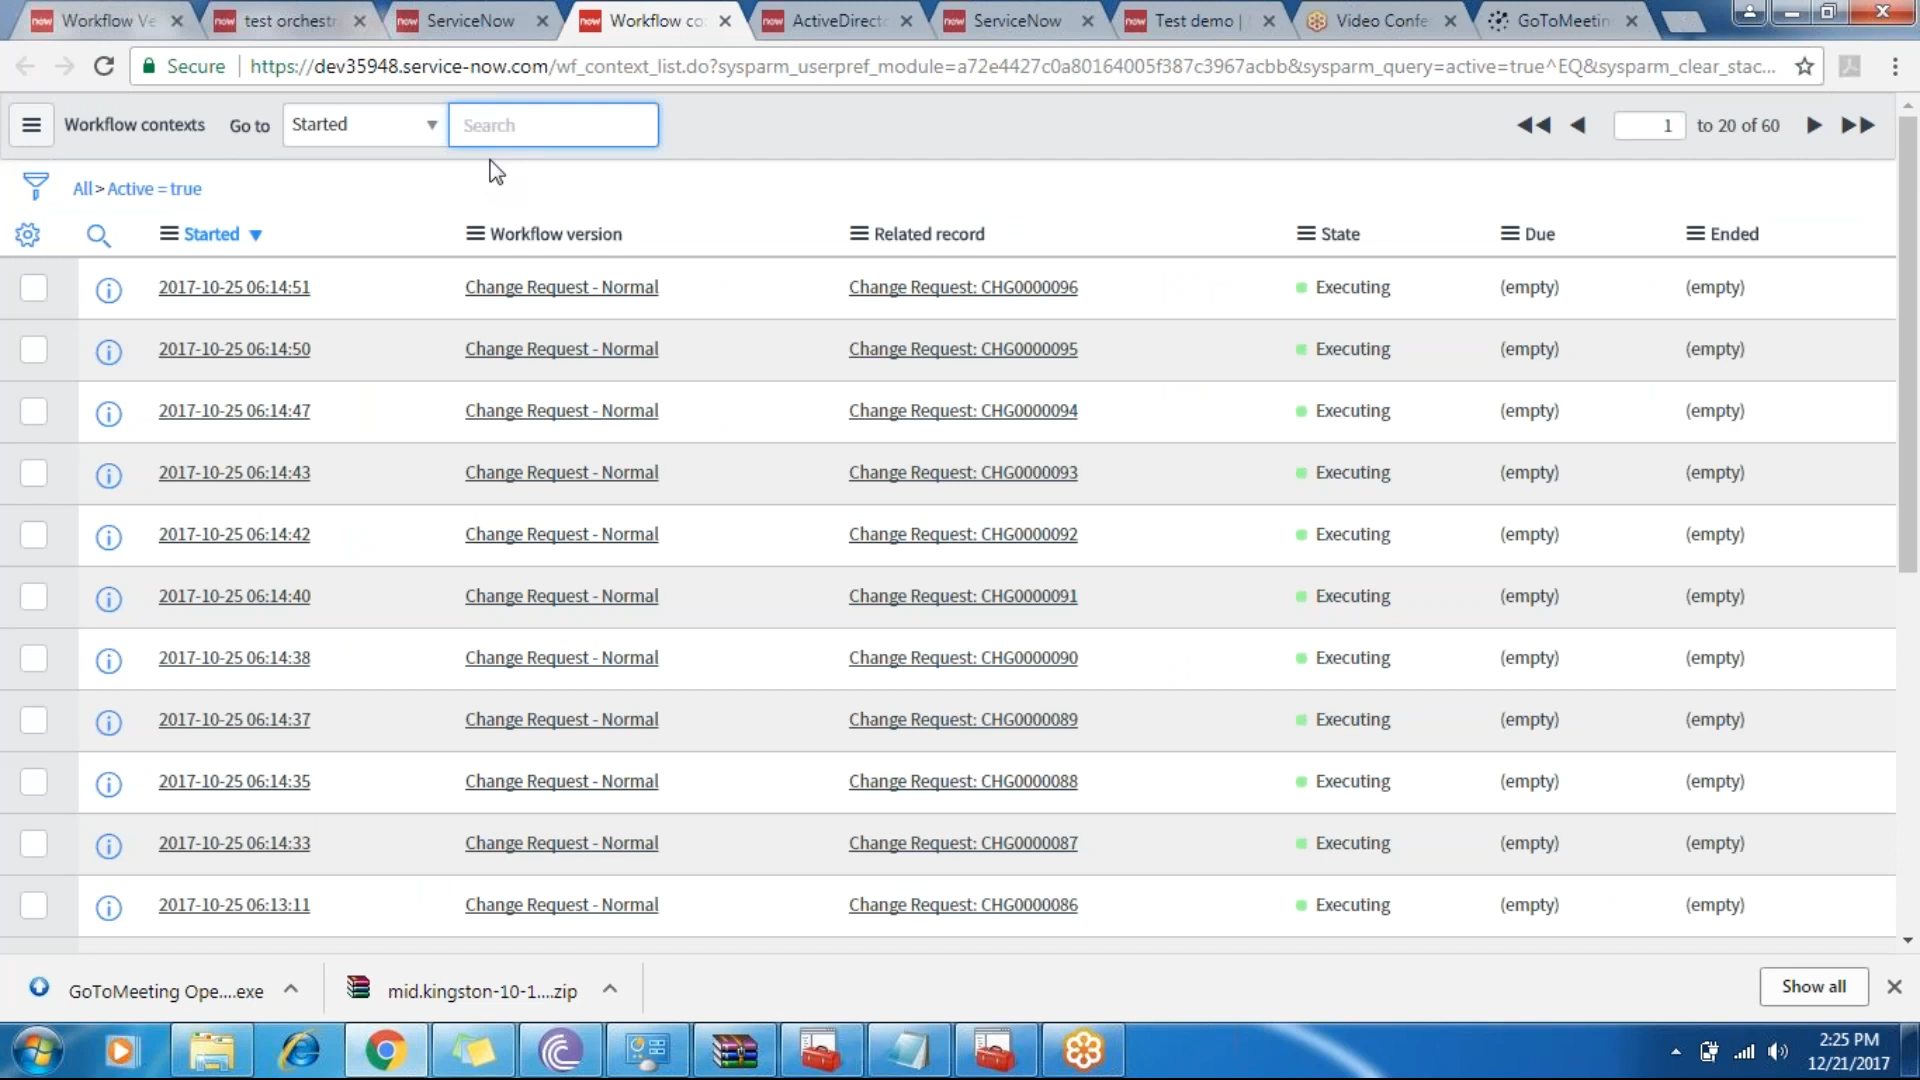 now Workflow Ve
now test orchestr
now ServiceNow
now Workflow co
now ActiveDirect
now ServiceNow
now Test demo |
Video Confe
GoToMeetin
Secure | https://dev35948.service-now.com/wf_context_list.do?sysparm_userpref_module=a72e4427c0a80164005f387c3967acbb&sysparm_query=active=true^EQ&sysparm_clear_stac...
Workflow contexts Go to Started Search 1 to 20 of 60
All > Active = true
Started Workflow version Related record State Due Ended
2017-10-25 06:14:51 Change Request - Normal Change Request: CHG0000096 Executing (empty) (empty)
2017-10-25 06:14:50 Change Request - Normal Change Request: CHG0000095 Executing (empty) (empty)
2017-10-25 06:14:47 Change Request - Normal Change Request: CHG0000094 Executing (empty) (empty)
2017-10-25 06:14:43 Change Request - Normal Change Request: CHG0000093 Executing (empty) (empty)
2017-10-25 06:14:42 Change Request - Normal Change Request: CHG0000092 Executing (empty) (empty)
2017-10-25 06:14:40 Change Request - Normal Change Request: CHG0000091 Executing (empty) (empty)
2017-10-25 06:14:38 Change Request - Normal Change Request: CHG0000090 Executing (empty) (empty)
2017-10-25 06:14:37 Change Request - Normal Change Request: CHG0000089 Executing (empty) (empty)
2017-10-25 06:14:35 Change Request - Normal Change Request: CHG0000088 Executing (empty) (empty)
2017-10-25 06:14:33 Change Request - Normal Change Request: CHG0000087 Executing (empty) (empty)
2017-10-25 06:13:11 Change Request - Normal Change Request: CHG0000086 Executing (empty) (empty)
GoToMeeting Ope....exe mid.kingston-10-1....zip Show all
2:25 PM
12/21/2017